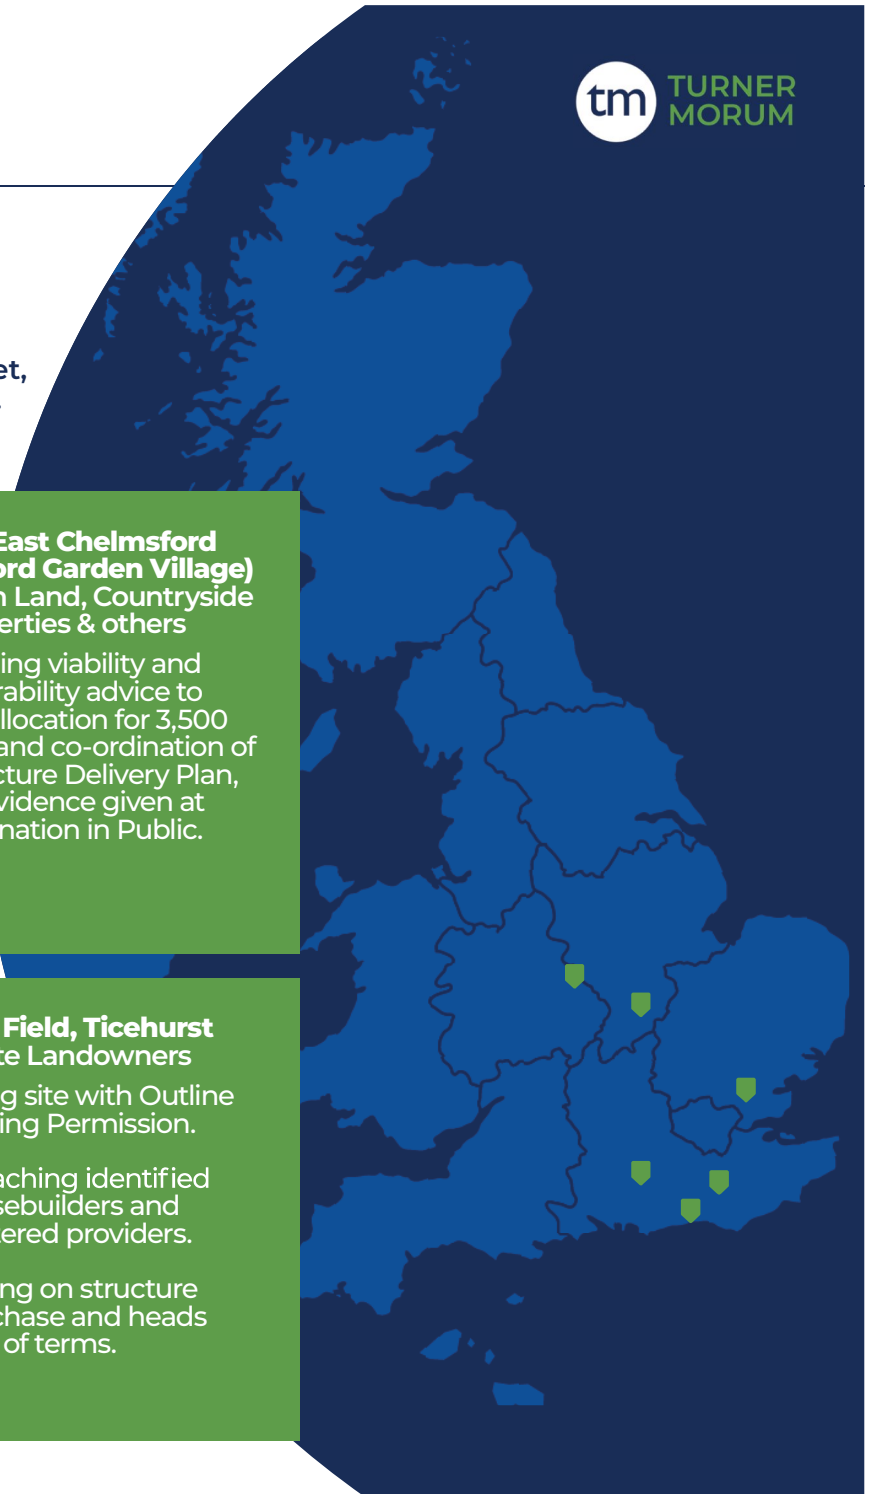 tm TURNER
MORUM
et,
East Chelmsford
ord Garden Village)
n Land, Countryside
erties & others
ing viability and
rability advice to
llocation for 3,500
and co-ordination of
cture Delivery Plan,
vidence given at
nation in Public.
Field, Ticehurst
te Landowners
g site with Outline
ing Permission.
aching identified
sebuilders and
tered providers.
ng on structure
chase and heads
of terms.